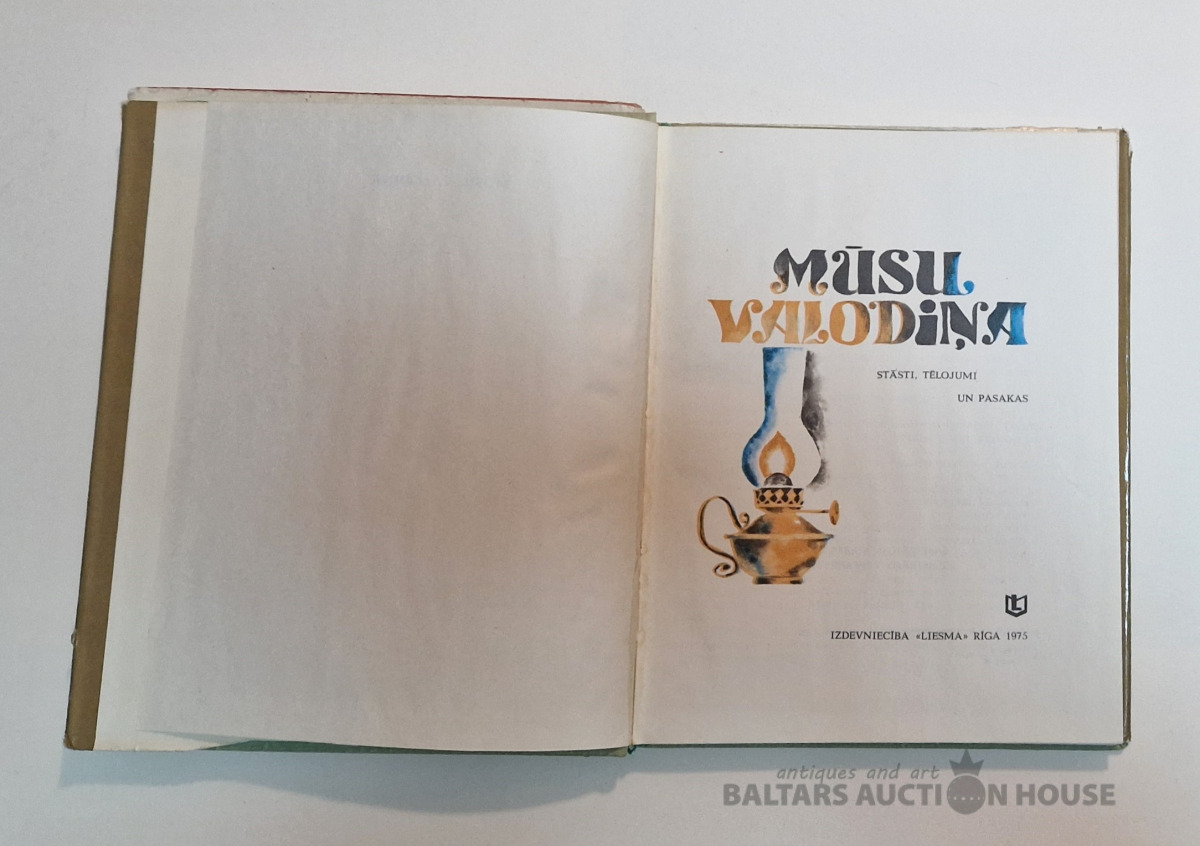 MŪSU
VALODIŅA
STĀSTI, TĒLOJUMI
UN PASAKAS
L
IZDEVNIECĪBA «LIESMA» RĪGA 1975
antiques and art
BALTARS AUCTION HOUSE